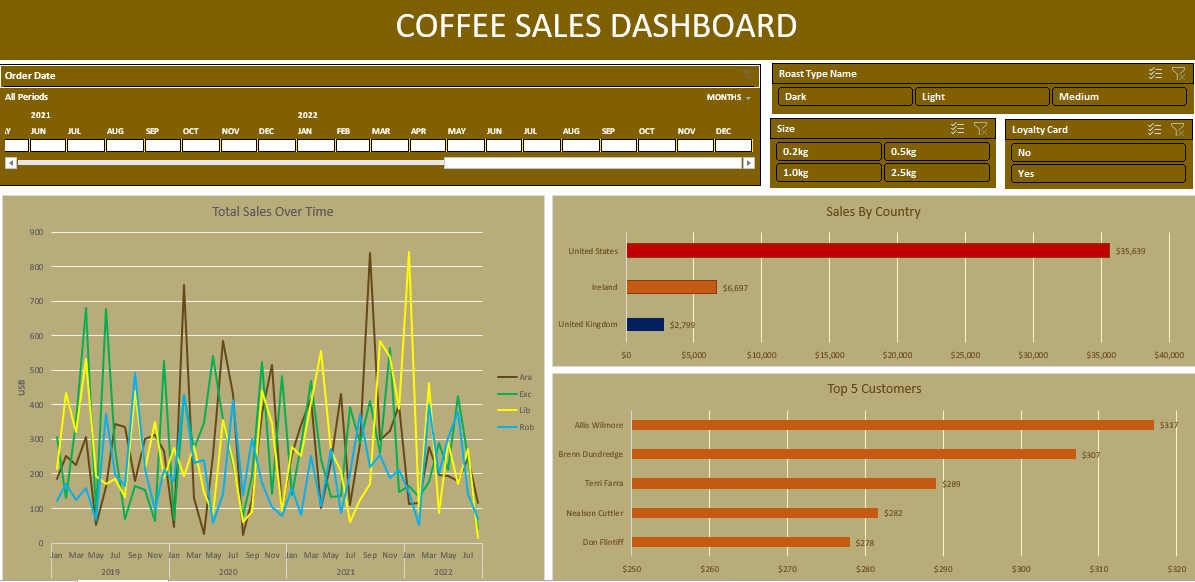 COFFEE SALES DASHBOARD
Order Date
All Periods
MONTHS
2021 2022
Y JUN JUL AUG SEP OCT NOV DEC JAN FEB MAR APR MAY JUN JUL AUG SEP OCT NOV DEC
Roast Type Name
Dark Light Medium
Size
0.2kg 0.5kg
1.0kg 2.5kg
Loyalty Card
No
Yes
Total Sales Over Time
900
800
700
600
500
400
300
200
100
0
USB
Jan Mar May Jul Sep Nov Jan Mar May Jul Sep Nov Jan Mar May Jul Sep Nov Jan Mar May Jul
2019 2020 2021 2022
Ara
Exc
Lib
Rob
Sales By Country
United States $35,639
Ireland $6,697
United Kingdom $2,799
$0 $5,000 $10,000 $15,000 $20,000 $25,000 $30,000 $35,000 $40,000
Top 5 Customers
Allis Wilmore $317
Brenn Dundredge $307
Terri Farra $289
Nealson Cuttler $282
Don Flintiff $278
$250 $260 $270 $280 $290 $300 $310 $320